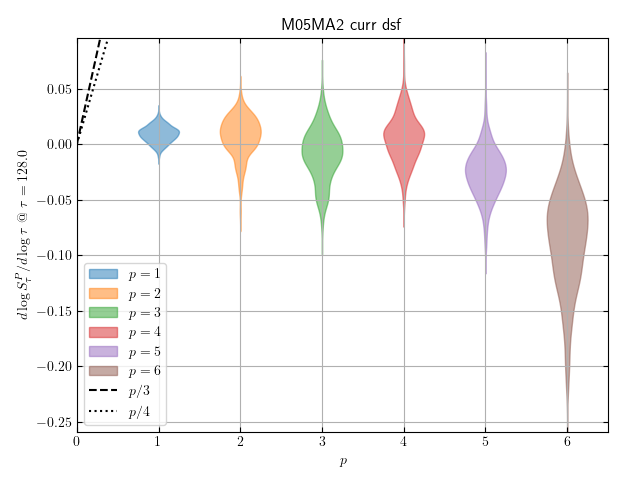 M05MA2 curr dsf
d log S_τ^P / d log τ @ τ = 128.0
0.05
0.00
−0.05
−0.10
−0.15
−0.20
−0.25
p = 1
p = 2
p = 3
p = 4
p = 5
p = 6
p/3
p/4
0 1 2 3 4 5 6
p